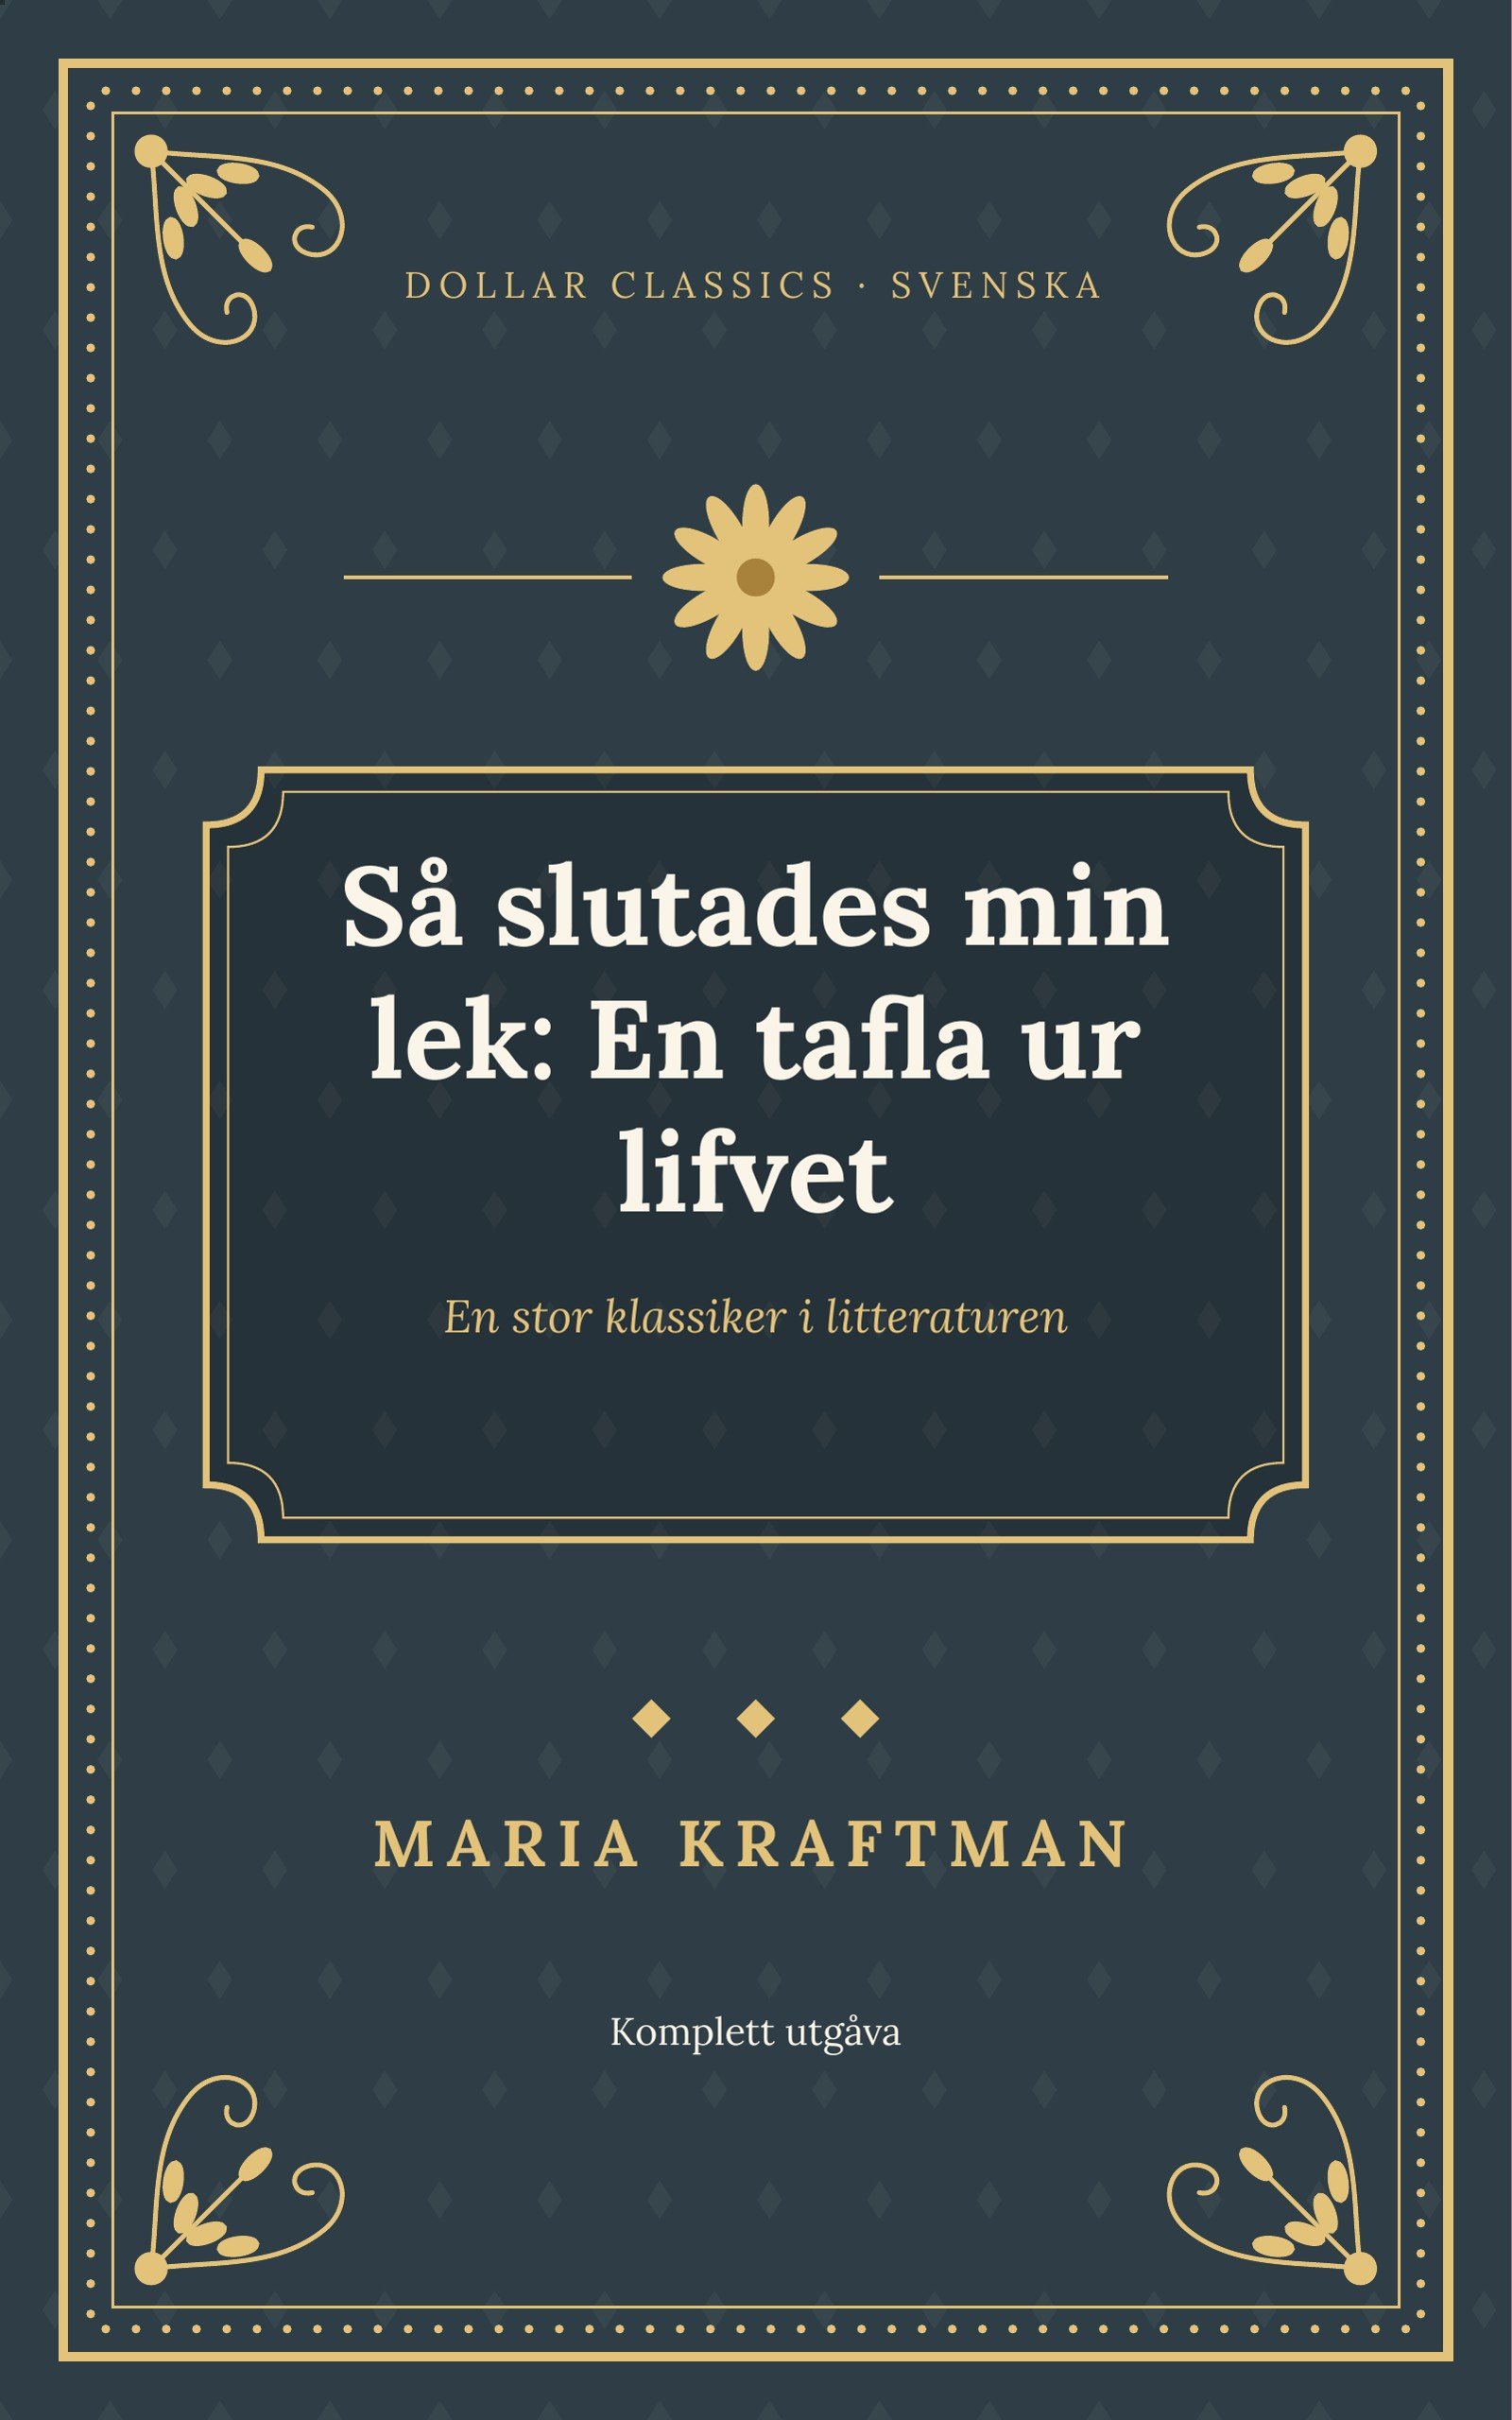 DOLLAR CLASSICS · SVENSKA
Så slutades min
lek: En tafla ur
lifvet
En stor klassiker i litteraturen
MARIA KRAFTMAN
Komplett utgåva